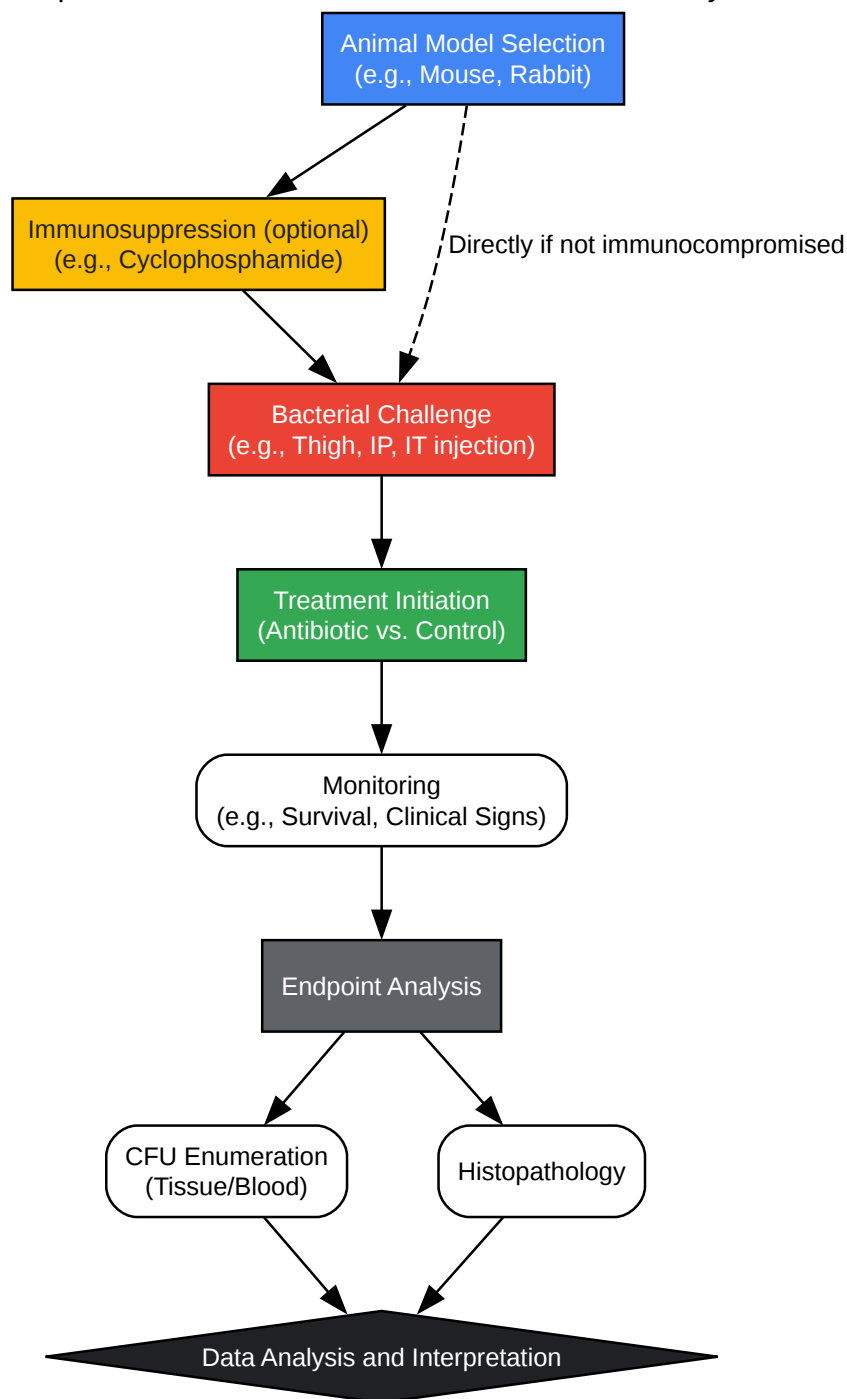 Animal Model Selection
(e.g., Mouse, Rabbit)
Immunosuppression (optional)
(e.g., Cyclophosphamide)
Directly if not immunocompromised
Bacterial Challenge
(e.g., Thigh, IP, IT injection)
Treatment Initiation
(Antibiotic vs. Control)
Monitoring
(e.g., Survival, Clinical Signs)
Endpoint Analysis
CFU Enumeration
(Tissue/Blood)
Histopathology
Data Analysis and Interpretation